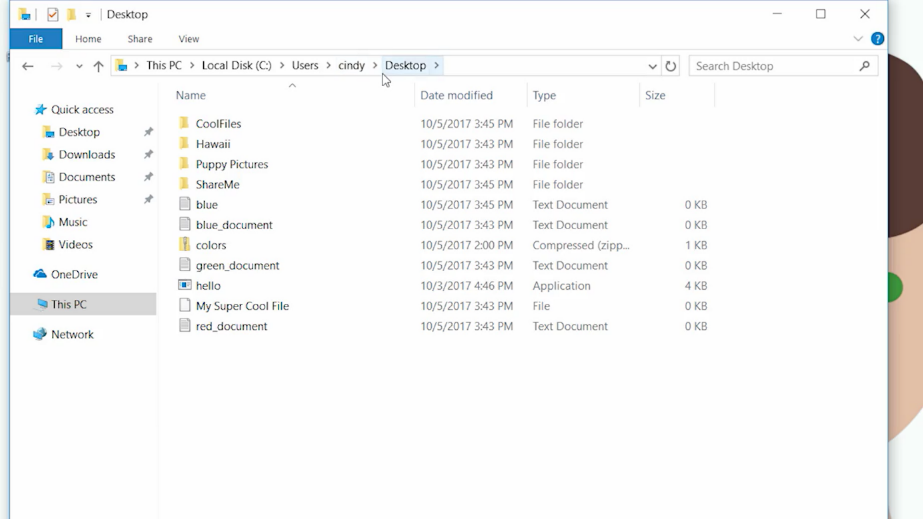 Desktop
File Home Share View
This PC > Local Disk (C:) > Users > cindy > Desktop > Search Desktop
Name Date modified Type Size
Quick access
Desktop
Downloads
Documents
Pictures
Music
Videos
OneDrive
This PC
Network
CoolFiles 10/5/2017 3:45 PM File folder
Hawaii 10/5/2017 3:43 PM File folder
Puppy Pictures 10/5/2017 3:43 PM File folder
ShareMe 10/5/2017 3:45 PM File folder
blue 10/5/2017 3:45 PM Text Document 0 KB
blue_document 10/5/2017 3:43 PM Text Document 0 KB
colors 10/5/2017 2:00 PM Compressed (zipp... 1 KB
green_document 10/5/2017 3:43 PM Text Document 0 KB
hello 10/3/2017 4:46 PM Application 4 KB
My Super Cool File 10/5/2017 3:43 PM File 0 KB
red_document 10/5/2017 3:43 PM Text Document 0 KB